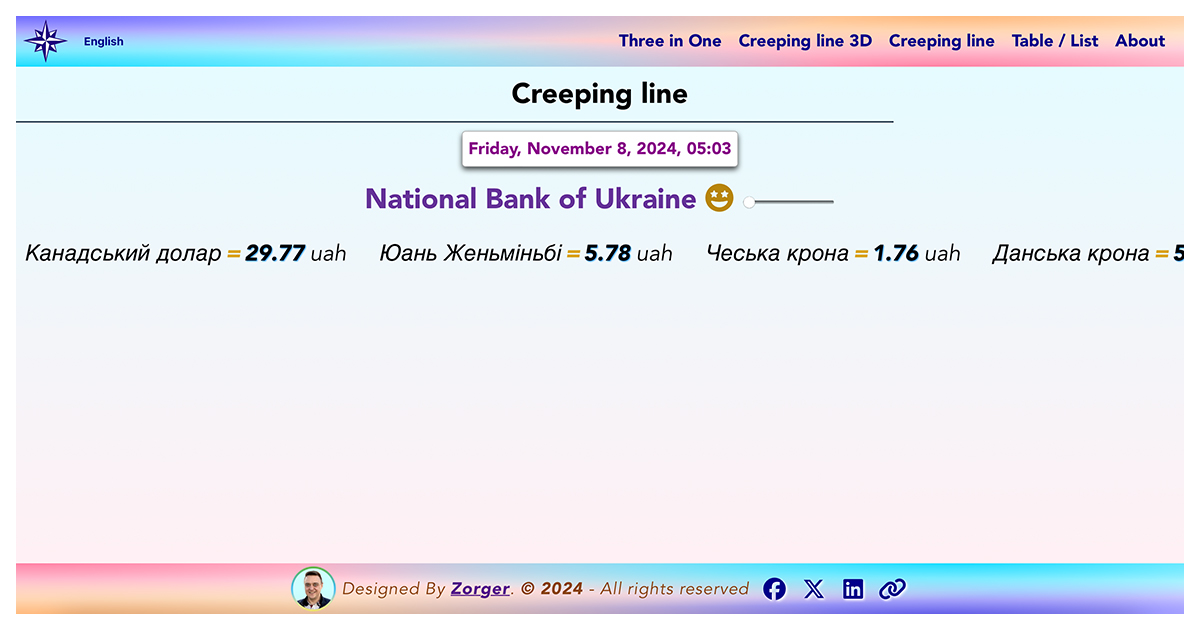 English Three in One Creeping line 3D Creeping line Table / List About
Creeping line
Friday, November 8, 2024, 05:03
National Bank of Ukraine
Канадський долар = 29.77 uah Юань Женьміньбі = 5.78 uah Чеська крона = 1.76 uah Данська крона = 5
Designed By Zorger. © 2024 - All rights reserved